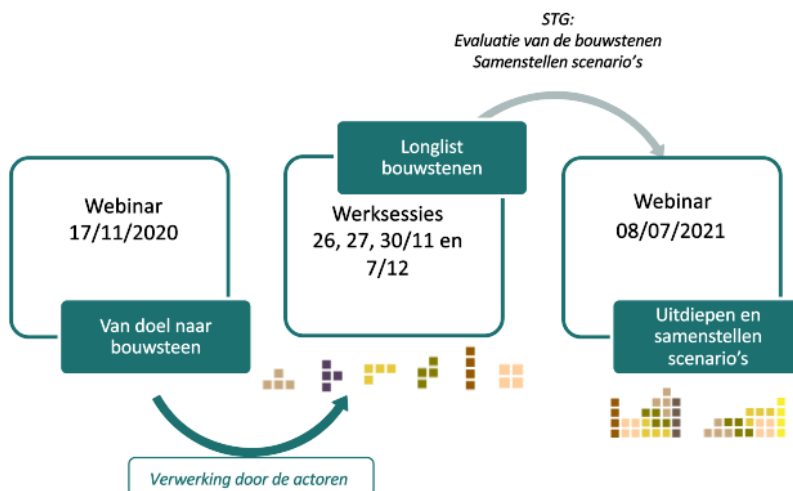 STG:
Evaluatie van de bouwstenen
Samenstellen scenario's
Longlist
bouwstenen
Webinar
17/11/2020
Werksessies
26, 27, 30/11 en
7/12
Webinar
08/07/2021
Van doel naar
bouwsteen
Uitdiepen en
samenstellen
scenario's
Verwerking door de actoren